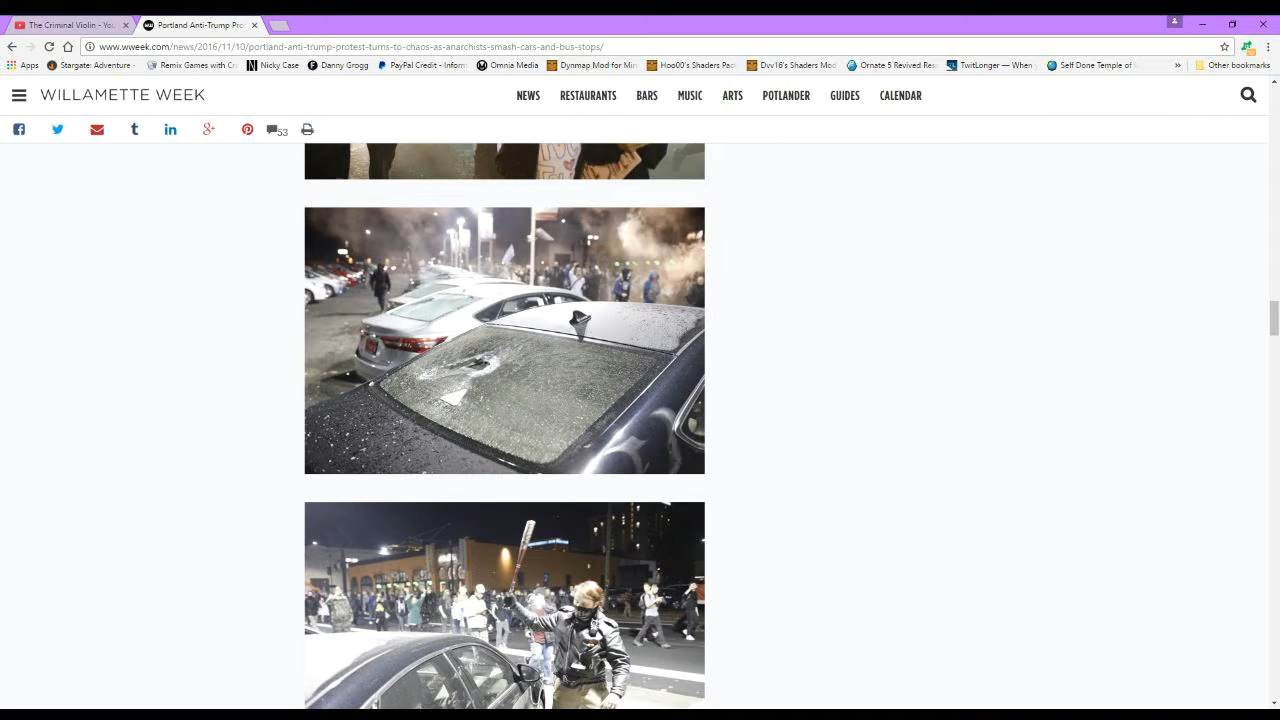 The Criminal Violin - You
Portland Anti-Trump Pro
www.wweek.com/news/2016/11/10/portland-anti-trump-protest-turns-to-chaos-as-anarchists-smash-cars-and-bus-stops/
Apps Stargate: Adventure - Remix Games with Cr Nicky Case Danny Grogg PayPal Credit - Inform Omnia Media Dynmap Mod for Min Hoo00's Shaders Pack Dvv16's Shaders Mod Ornate 5 Revived Res TwitLonger — When y Self Done Temple of » Other bookmarks
WILLAMETTE WEEK NEWS RESTAURANTS BARS MUSIC ARTS POTLANDER GUIDES CALENDAR
53